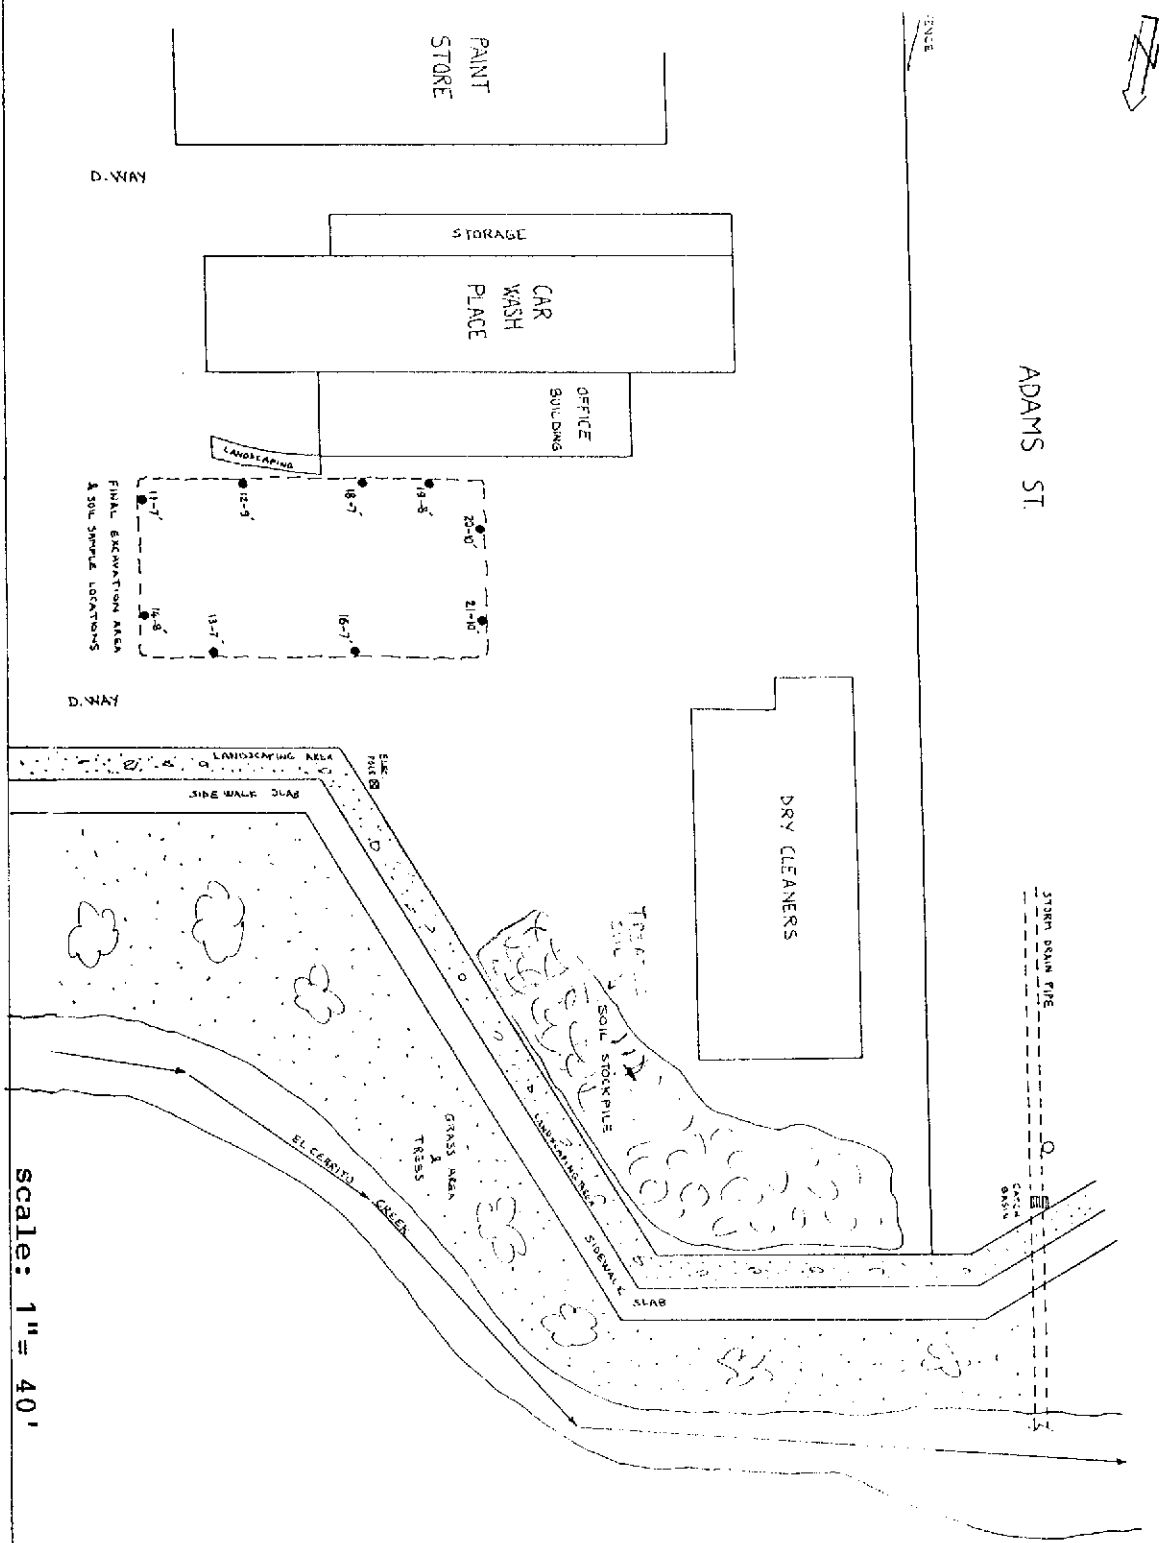 PAINT
STORE
D. WAY
STORAGE
CAR
WASH
PLACE
OFFICE
BUILDING
LANDSCAPING
ADAMS ST.
11-7'
12-9'
18-7'
19-8'
20-10'
21-10'
14-8'
13-7'
16-7'
FINAL EXCAVATION AREA
& SOIL SAMPLE LOCATIONS
D. WAY
LANDSCAPING AREA
SIDE WALK SLAB
ELEC.
POLE
DRY CLEANERS
SOIL STOCKPILE
STORM DRAIN PIPE
CATCH
BASIN
LANDSCAPING AREA
SIDEWALK
SLAB
GRASS AREA
&
TREES
EL CERRITO
CREEK
scale: 1"= 40'